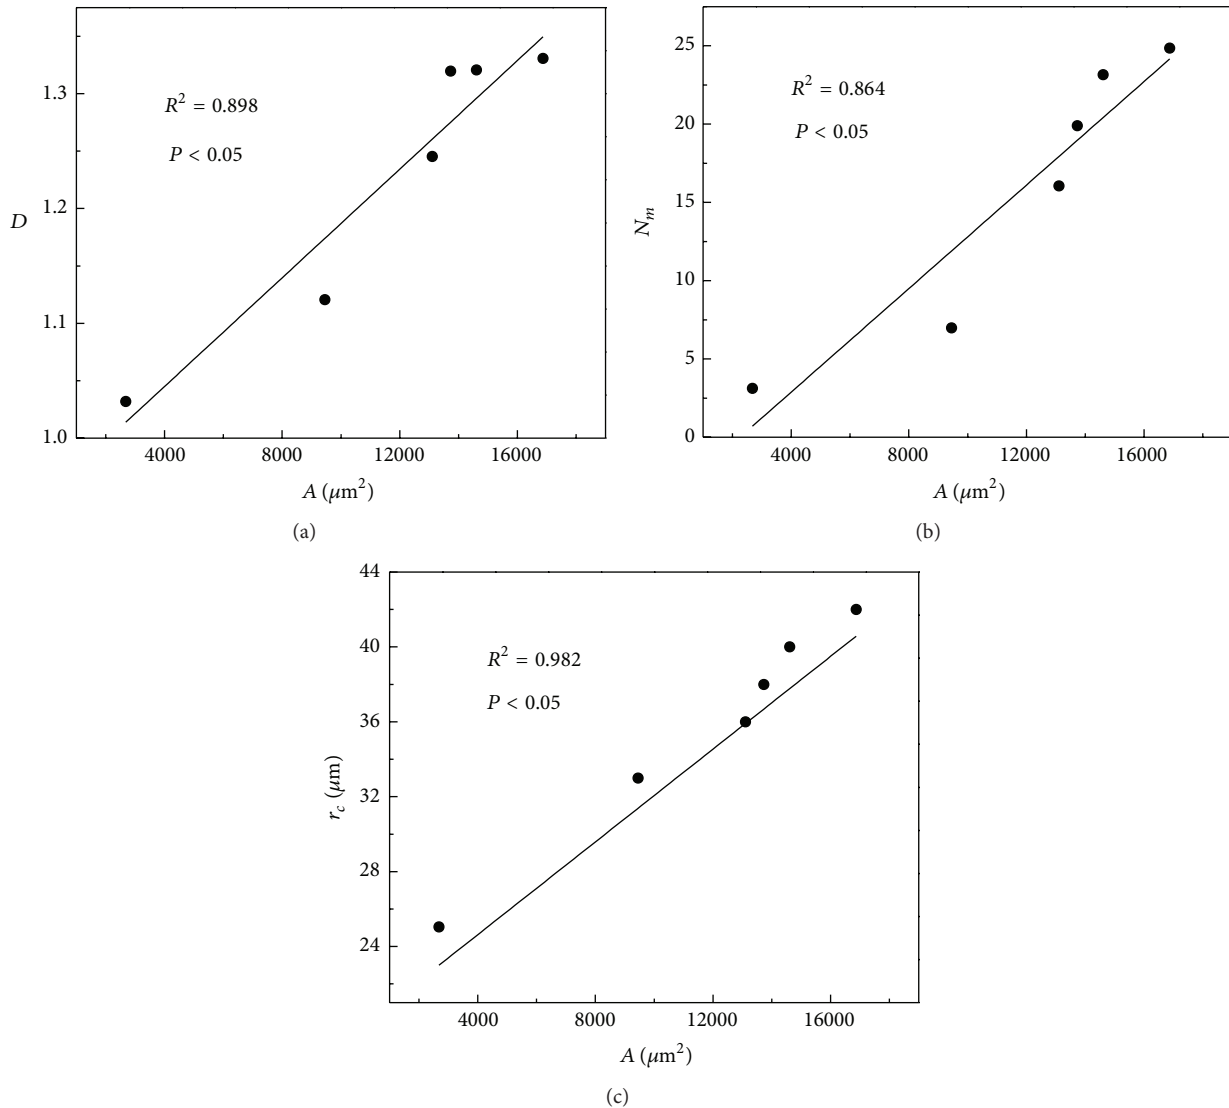 1.3
1.2
1.1
1.0
D
R² = 0.898
P < 0.05
4000 8000 12000 16000
A (μm²)
(a)
25
20
15
10
5
0
N_m
R² = 0.864
P < 0.05
4000 8000 12000 16000
A (μm²)
(b)
44
40
36
32
28
24
r_c (μm)
R² = 0.982
P < 0.05
4000 8000 12000 16000
A (μm²)
(c)